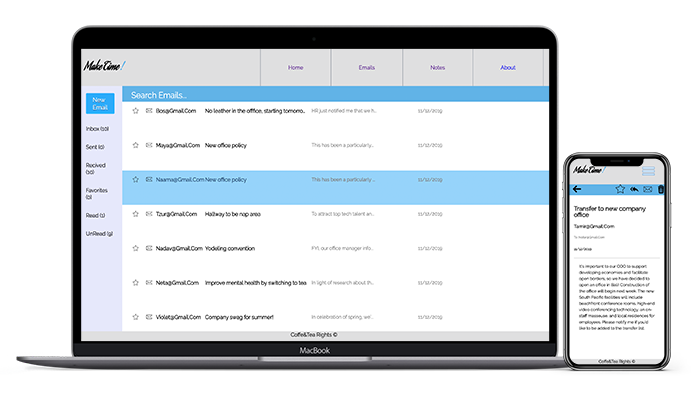 Make Time !
Home
Emails
Notes
About
New
Email
Search Emails...
Inbox (10)
Sent (0)
Recived
(10)
Favorites
(1)
Read (1)
UnRead (9)
Bos@Gmail.Com No leather in the offfice, starting tomorro... HR just notified me that we h... 11/12/2019
Maya@Gmail.Com New office policy This has been a particularly... 11/12/2019
Naama@Gmail.Com New office policy This has been a particularly... 11/12/2019
Tzur@Gmail.Com Hallway to be nap area To attract top tech talent an... 11/12/2019
Nadav@Gmail.Com Yodeling convention FYI, our office manager info... 11/12/2019
Neta@Gmail.Com Improve mental health by switching to tea In light of research about th... 11/12/2019
Violet@Gmail.Com Company swag for summer! In celebration of spring, we'... 11/12/2019
Coffe&Tea Rights ©
MacBook
Make Time !
Transfer to new company
office
Tamir@Gmail.Com
It's important to our COO to support
developing economies and facilitate
open borders, so we have decided to
open an office in Bali! Construction of
the office will begin next week. The new
South Pacific facilities will include
beachfront conference rooms, high-end
video conferencing technology, an on-
staff masseuse, and local residences for
employees. Please notify me if you'd
like to be added to the transfer list.
Coffe&Tea Rights ©